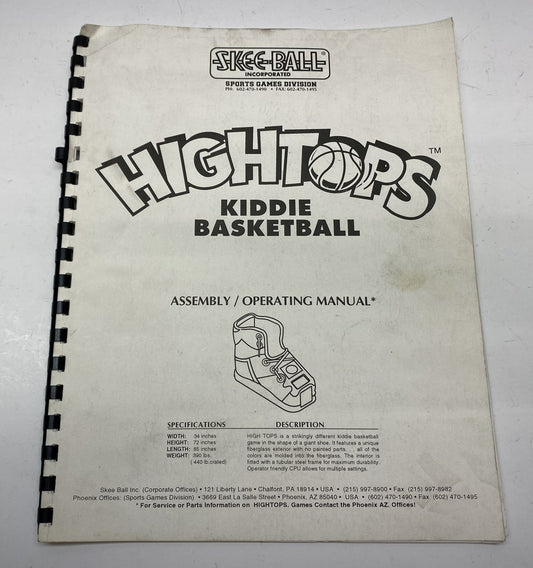 SKEE-BALL
INCORPORATED
SPORTS GAMES DIVISION
PH: 602-470-1490 • FAX: 602-470-1495
HIGHTOPS™
KIDDIE
BASKETBALL
ASSEMBLY / OPERATING MANUAL*
SPECIFICATIONS
WIDTH: 34 inches
HEIGHT: 72 inches
LENGTH: 85 inches
WEIGHT: 390 lbs.
( 440 lb.crated)
DESCRIPTION
HIGH TOPS is a strikingly different kiddie basketball
game in the shape of a giant shoe. It features a unique
fiberglass exterior with no painted parts. . . all of the
colors are molded into the fiberglass. The interior is
fitted with a tubular steel frame for maximum durability.
Operator friendly CPU allows for multiple settings.
Skee Ball Inc. (Corporate Offices) • 121 Liberty Lane • Chalfont, PA 18914 • USA • (215) 997-8900 • Fax (215) 997-8982
Phoenix Offices: (Sports Games Division) • 3669 East La Salle Street • Phoenix, AZ 85040 • USA • (602) 470-1490 • Fax (602) 470-1495
* For Service or Parts Information on HIGHTOPS. Games Contact the Phoenix AZ. Offices!